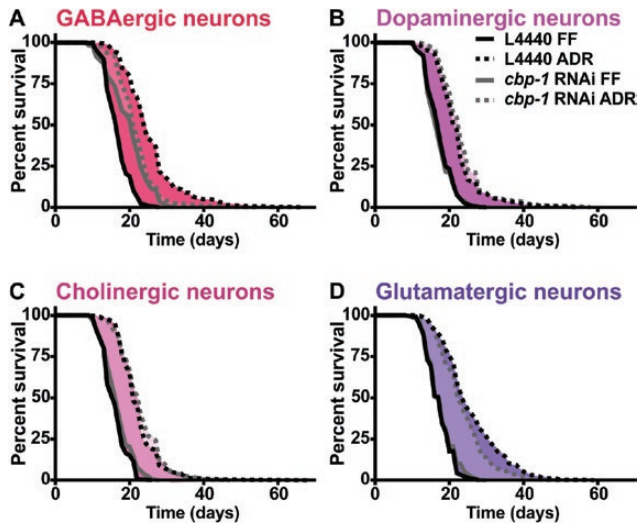 A GABAergic neurons
Percent survival
100
75
50
25
0
0 20 40 60
Time (days)
B Dopaminergic neurons
L4440 FF
L4440 ADR
cbp-1 RNAi FF
cbp-1 RNAi ADR
Percent survival
100
75
50
25
0
0 20 40 60
Time (days)
C Cholinergic neurons
Percent survival
100
75
50
25
0
0 20 40 60
Time (days)
D Glutamatergic neurons
Percent survival
100
75
50
25
0
0 20 40 60
Time (days)